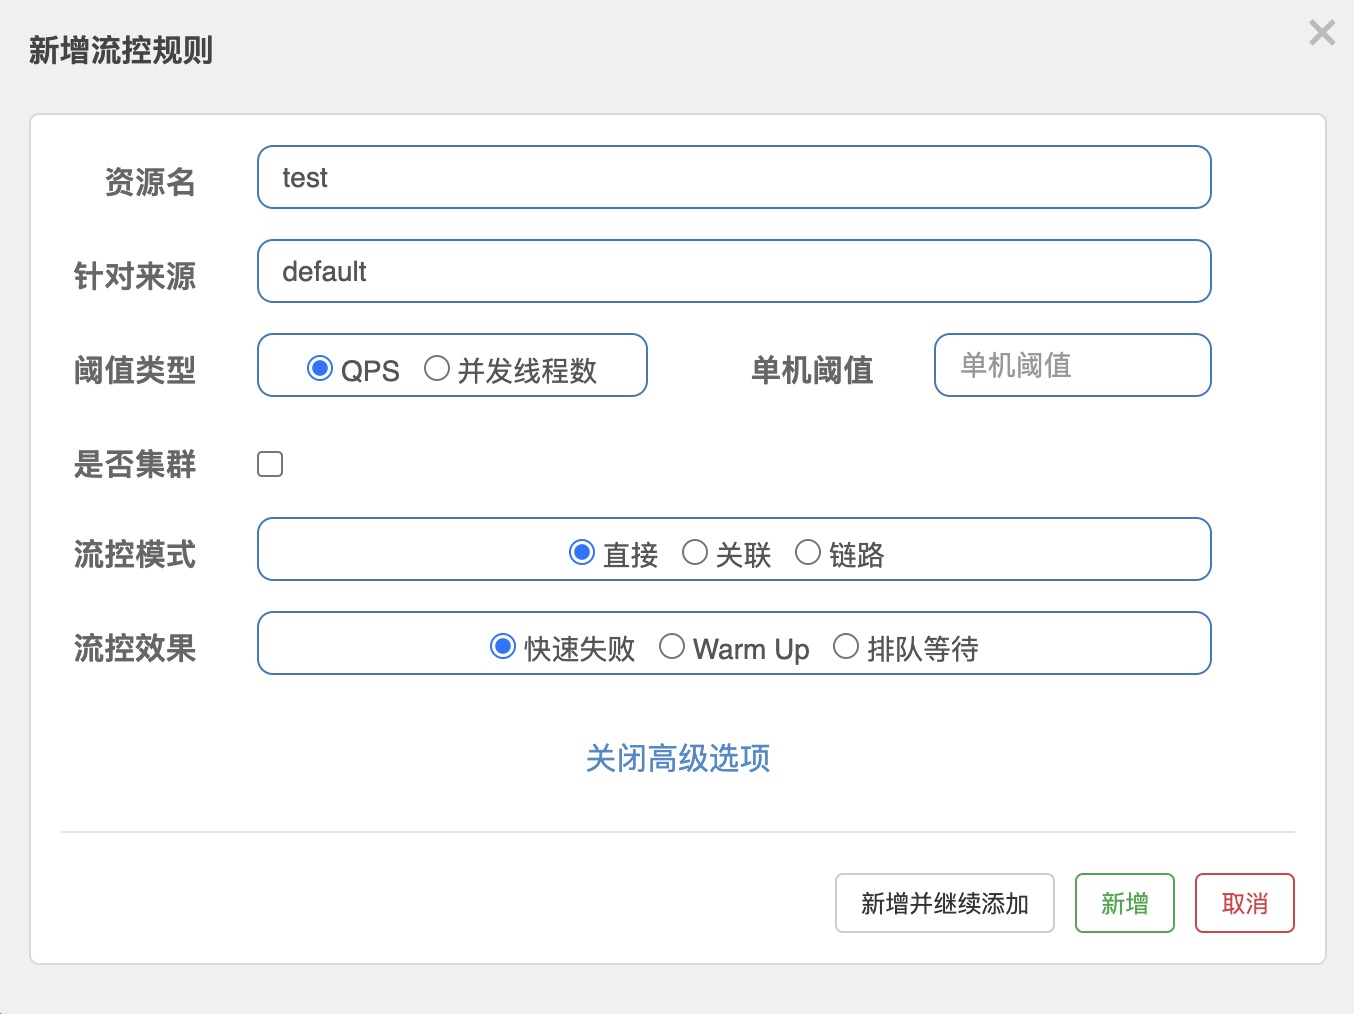 新增流控规则
资源名 test
针对来源 default
阈值类型 QPS 并发线程数 单机阈值 单机阈值
是否集群
流控模式 直接 关联 链路
流控效果 快速失败 Warm Up 排队等待
关闭高级选项
新增并继续添加 新增 取消